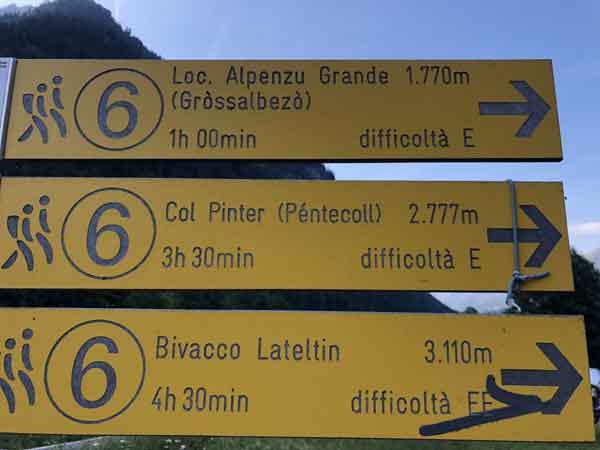 6
Loc. Alpenzu Grande 1.770m
(Gròssalbezò)
1h 00min difficoltà E
6
Col Pinter (Péntecoll) 2.777m
3h 30min difficoltà E
6
Bivacco Lateltin 3.110m
4h 30min difficoltà EE